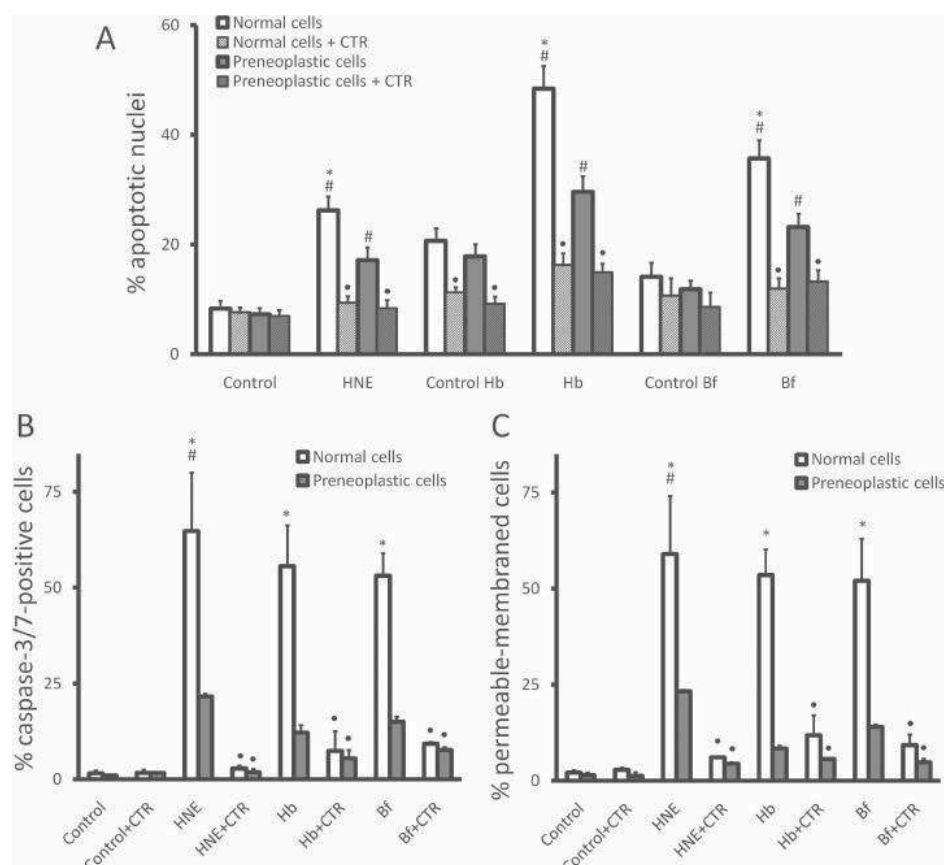 A
% apoptotic nuclei
60
40
20
0
Normal cells
Normal cells + CTR
Preneoplastic cells
Preneoplastic cells + CTR
*
#
#
•
•
•
•
*
#
#
•
•
*
#
#
•
•
Control
HNE
Control Hb
Hb
Control Bf
Bf
B
% caspase-3/7-positive cells
75
50
25
0
Normal cells
Preneoplastic cells
*
#
*
*
•
•
•
•
•
•
Control
Control+CTR
HNE
HNE+CTR
Hb
Hb+CTR
Bf
Bf+CTR
C
% permeable-membraned cells
75
50
25
0
Normal cells
Preneoplastic cells
*
#
*
*
•
•
•
•
•
•
Control
Control+CTR
HNE
HNE+CTR
Hb
Hb+CTR
Bf
Bf+CTR